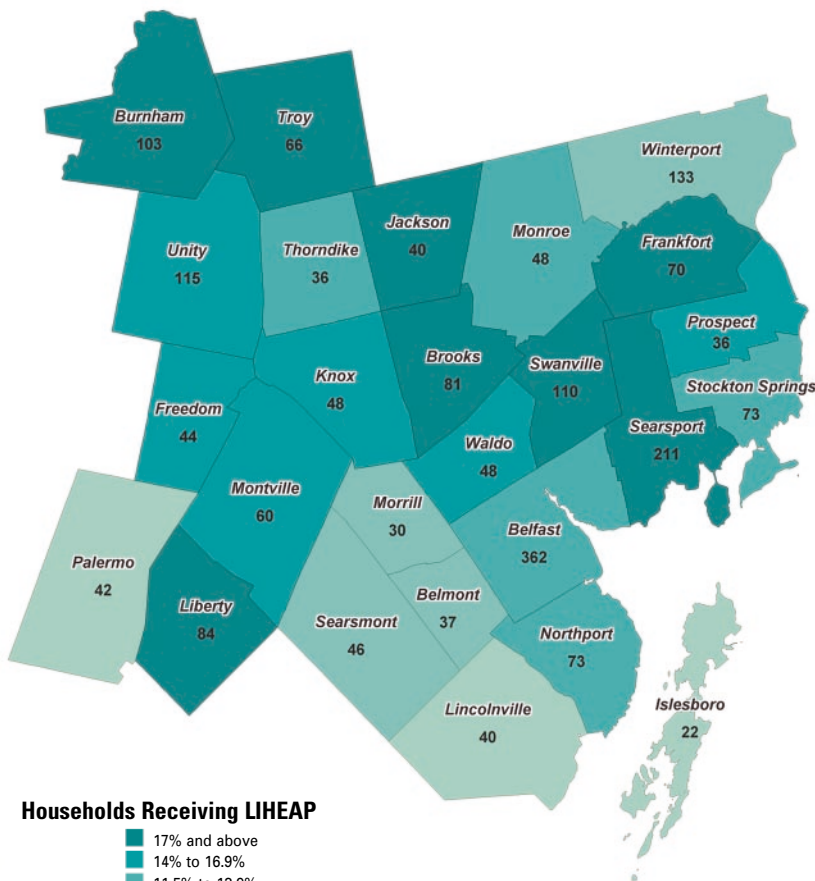 Burnham
103
Troy
66
Winterport
133
Unity
115
Thorndike
36
Jackson
40
Monroe
48
Frankfort
70
Prospect
36
Brooks
81
Swanville
110
Stockton Springs
73
Knox
48
Freedom
44
Searsport
211
Waldo
48
Montville
60
Morrill
30
Belfast
362
Palermo
42
Liberty
84
Belmont
37
Searsmont
46
Northport
73
Lincolnville
40
Islesboro
22
Households Receiving LIHEAP
17% and above
14% to 16.9%